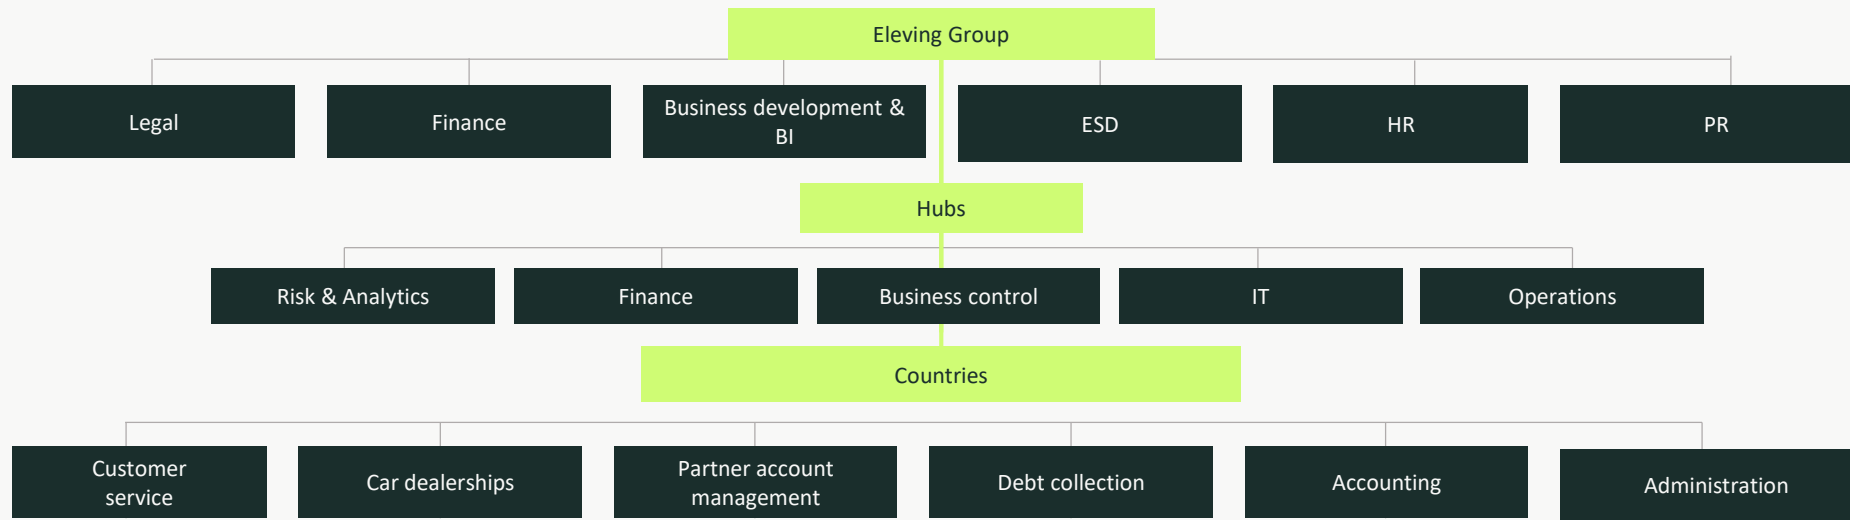 Eleving Group
Legal
Finance
Business development &
BI
ESD
HR
PR
Hubs
Risk & Analytics
Finance
Business control
IT
Operations
Countries
Customer
service
Car dealerships
Partner account
management
Debt collection
Accounting
Administration